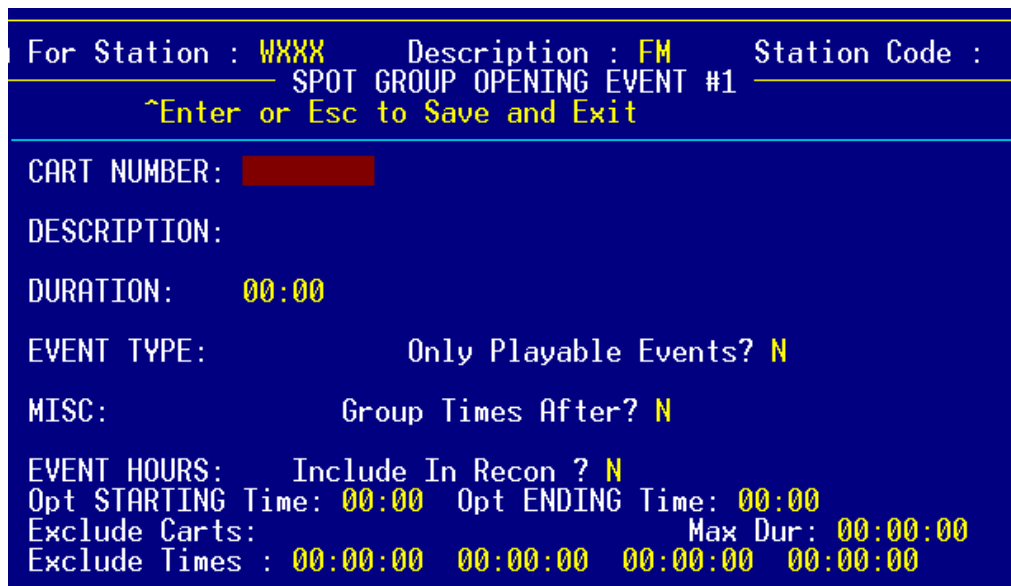 For Station : WXXX Description : FM Station Code :
SPOT GROUP OPENING EVENT #1
^Enter or Esc to Save and Exit
CART NUMBER:
DESCRIPTION:
DURATION: 00:00
EVENT TYPE: Only Playable Events? N
MISC: Group Times After? N
EVENT HOURS: Include In Recon ? N
Opt STARTING Time: 00:00 Opt ENDING Time: 00:00
Exclude Carts: Max Dur: 00:00:00
Exclude Times : 00:00:00 00:00:00 00:00:00 00:00:00